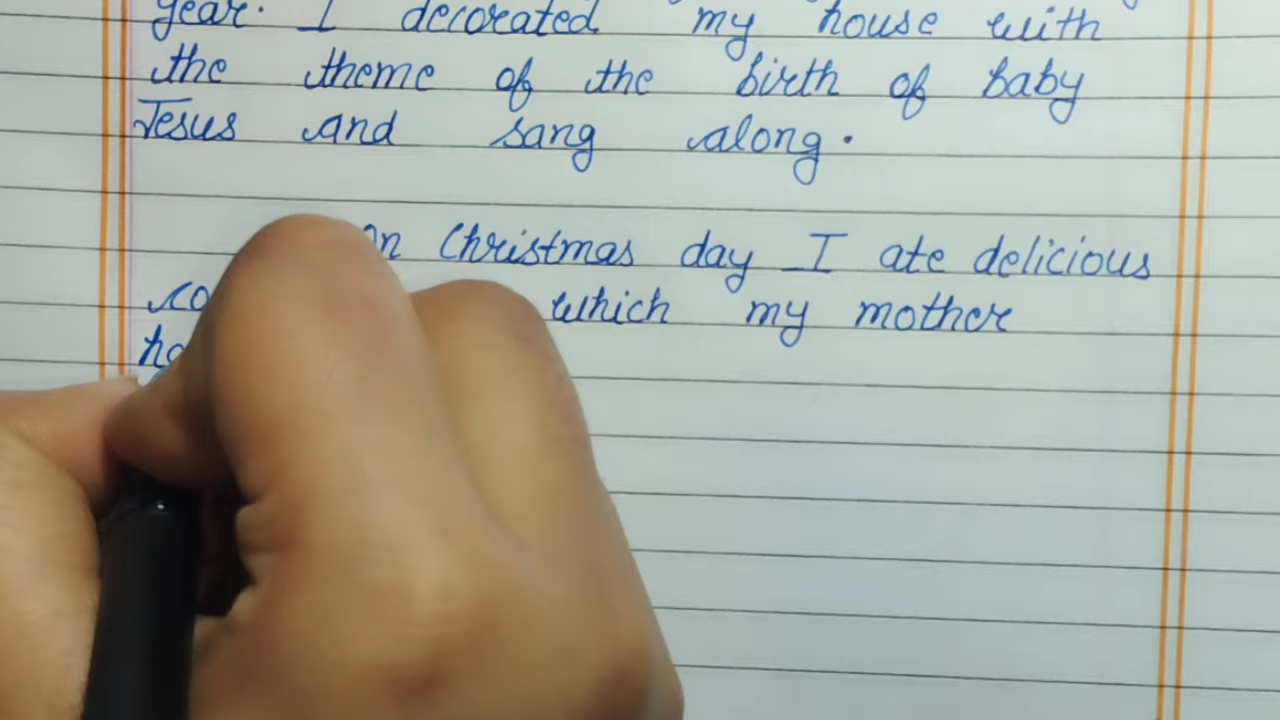 year. I decorated my house with
the theme of the birth of baby
Jesus and sang along.
On Christmas day I ate delicious
which my mother